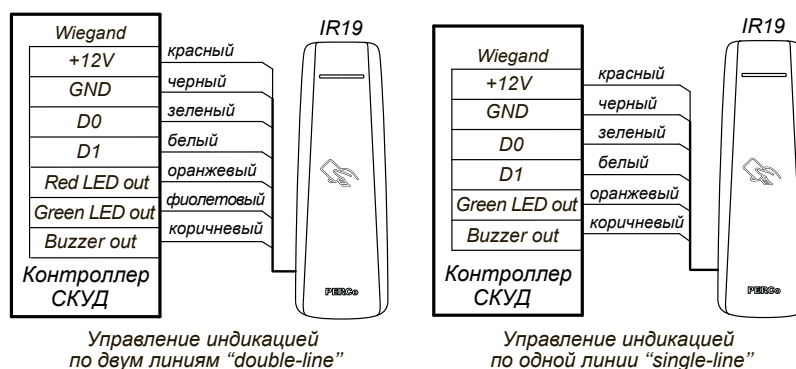 IR19
Wiegand
+12V
красный
GND
черный
D0
зеленый
D1
белый
Red LED out
оранжевый
Green LED out
фиолетовый
Buzzer out
коричневый
Контроллер
СКУД
PERCo
Управление индикацией
по двум линиям “double-line”
IR19
Wiegand
+12V
красный
GND
черный
D0
зеленый
D1
белый
Green LED out
оранжевый
Buzzer out
коричневый
Контроллер
СКУД
PERCo
Управление индикацией
по одной линии “single-line”